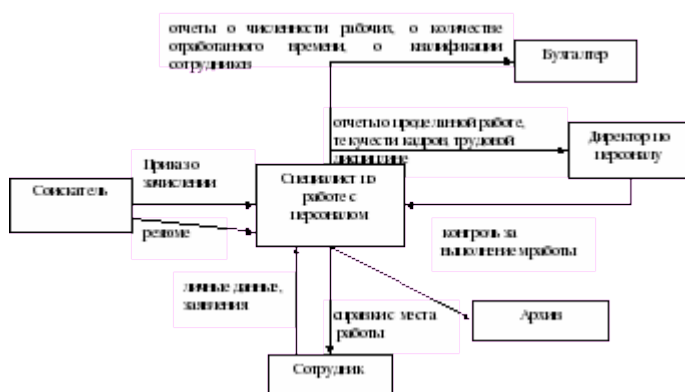 отчеты о численности рабочих, о количестве
отработанного времени, о квалификации
сотрудников
Бухгалтер
отчеты о проделанной работе,
текучести кадров, трудовой
дисциплине
Директор по
персоналу
Приказ о
зачислении
Соискатель
Специалист по
работе с
персоналом
резюме
контроль за
выполнением работы
личные данные,
заявления
справки с места
работы
Архив
Сотрудник